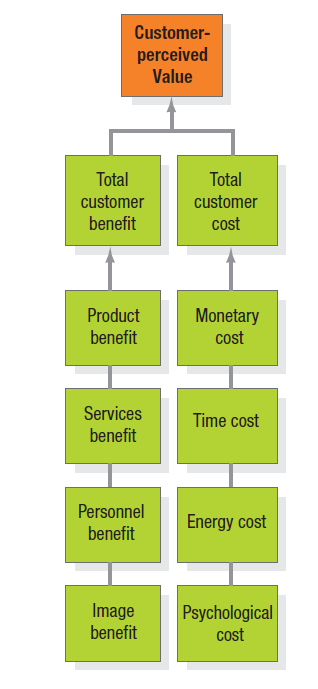 Customer-
perceived
Value
Total
customer
benefit
Total
customer
cost
Product
benefit
Monetary
cost
Services
benefit
Time cost
Personnel
benefit
Energy cost
Image
benefit
Psychological
cost